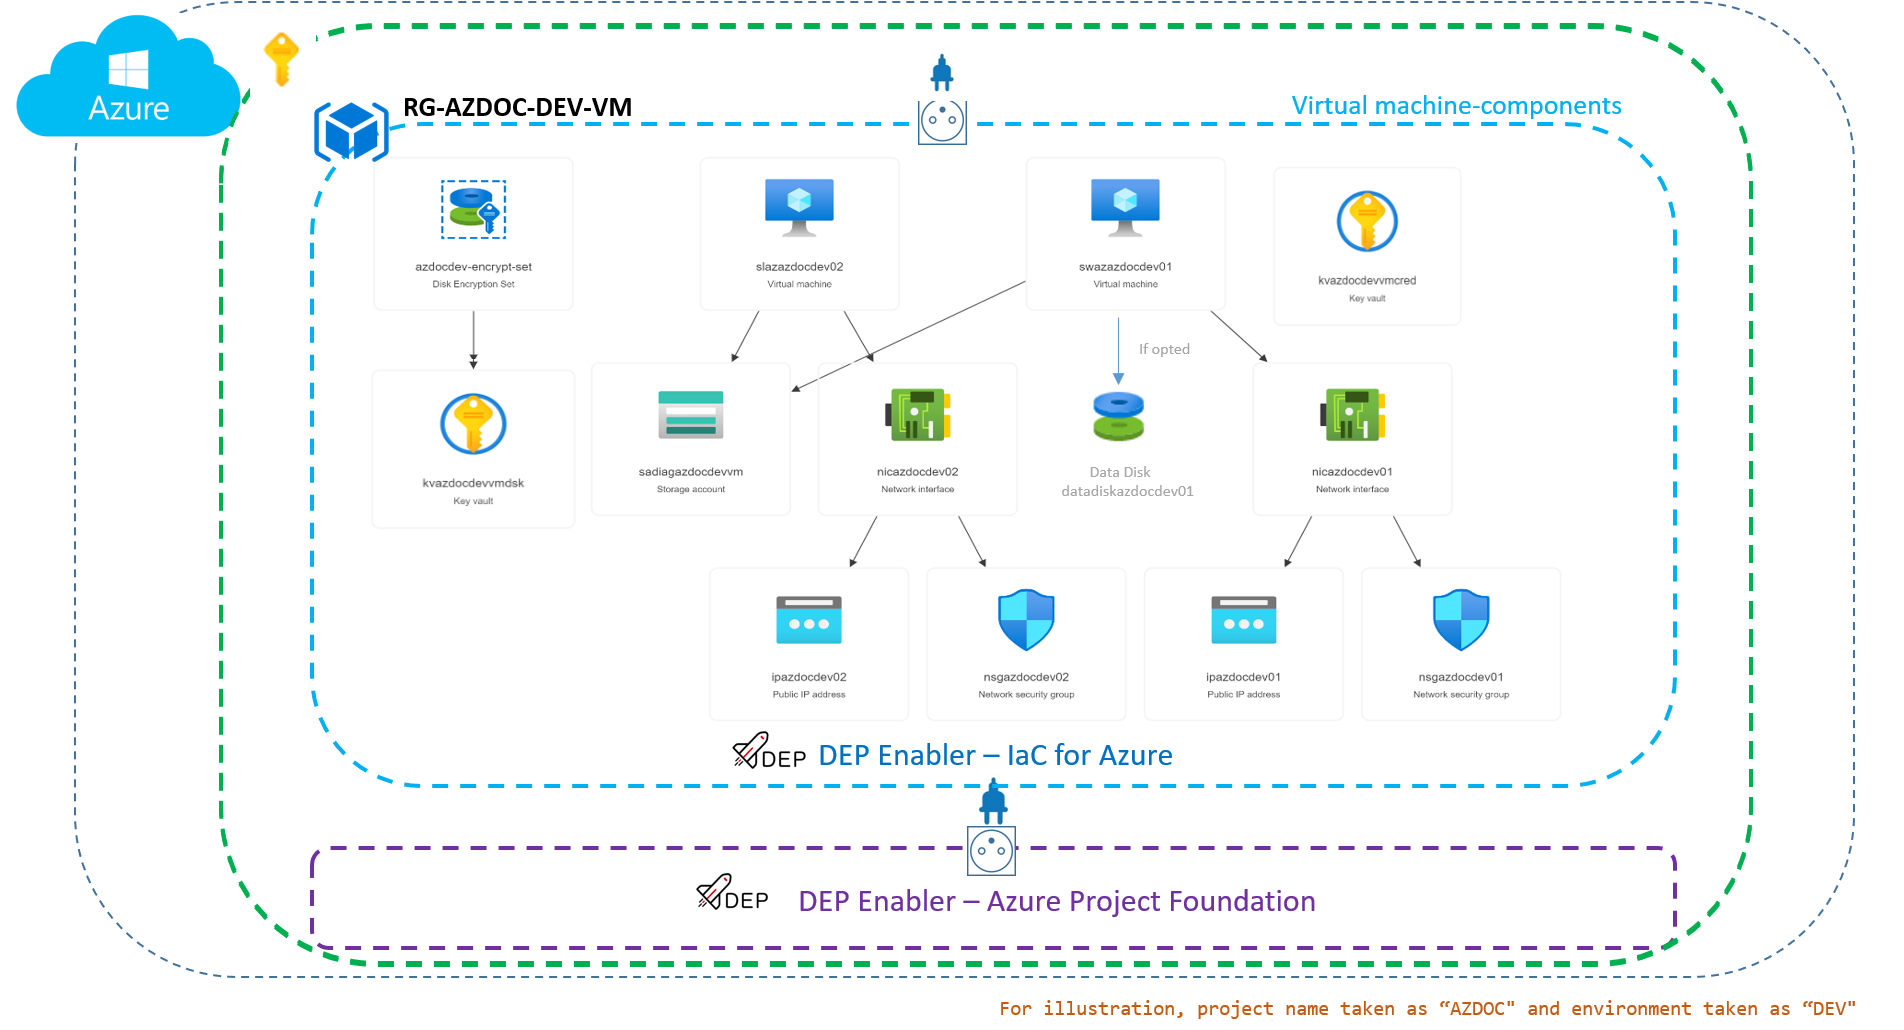 Azure
RG-AZDOC-DEV-VM
Virtual machine-components
azdocdev-encrypt-set
Disk Encryption Set
slazazdocdev02
Virtual machine
swazazdocdev01
Virtual machine
kvazdocdevvmcred
Key vault
If opted
kvazdocdevvmdsk
Key vault
sadiagazdocdevvm
Storage account
nicazdocdev02
Network interface
Data Disk
datadiskazdocdev01
nicazdocdev01
Network interface
ipazdocdev02
Public IP address
nsgazdocdev02
Network security group
ipazdocdev01
Public IP address
nsgazdocdev01
Network security group
DEP DEP Enabler – IaC for Azure
DEP DEP Enabler – Azure Project Foundation
For illustration, project name taken as “AZDOC" and environment taken as “DEV"